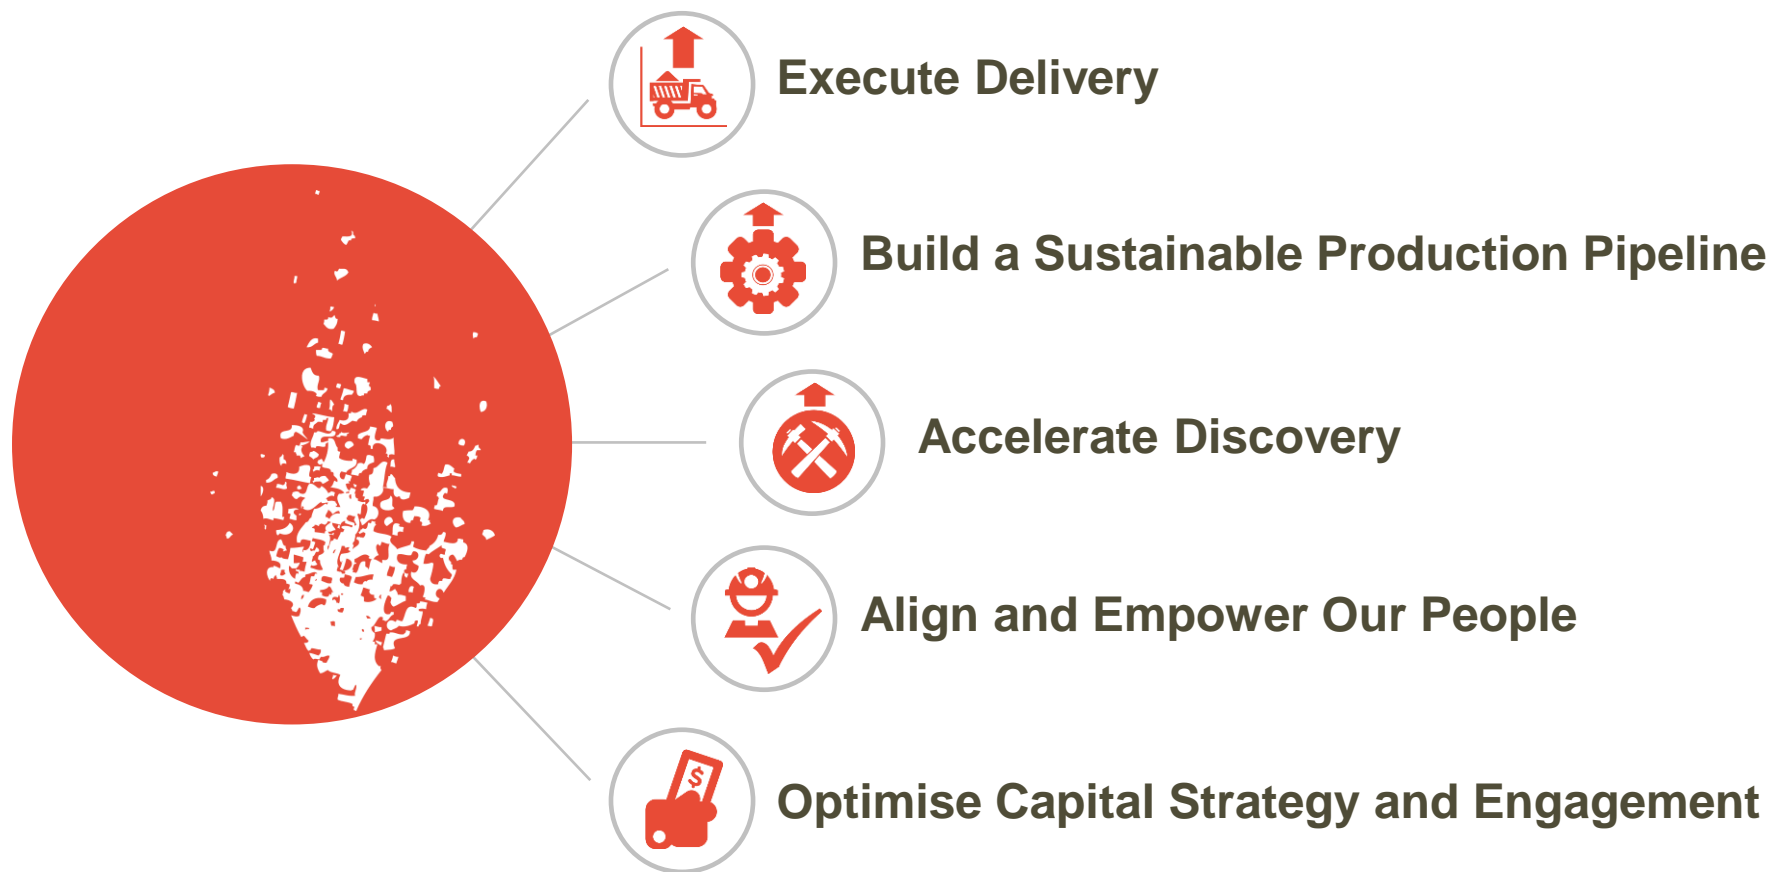 Execute Delivery
Build a Sustainable Production Pipeline
Accelerate Discovery
Align and Empower Our People
$
Optimise Capital Strategy and Engagement